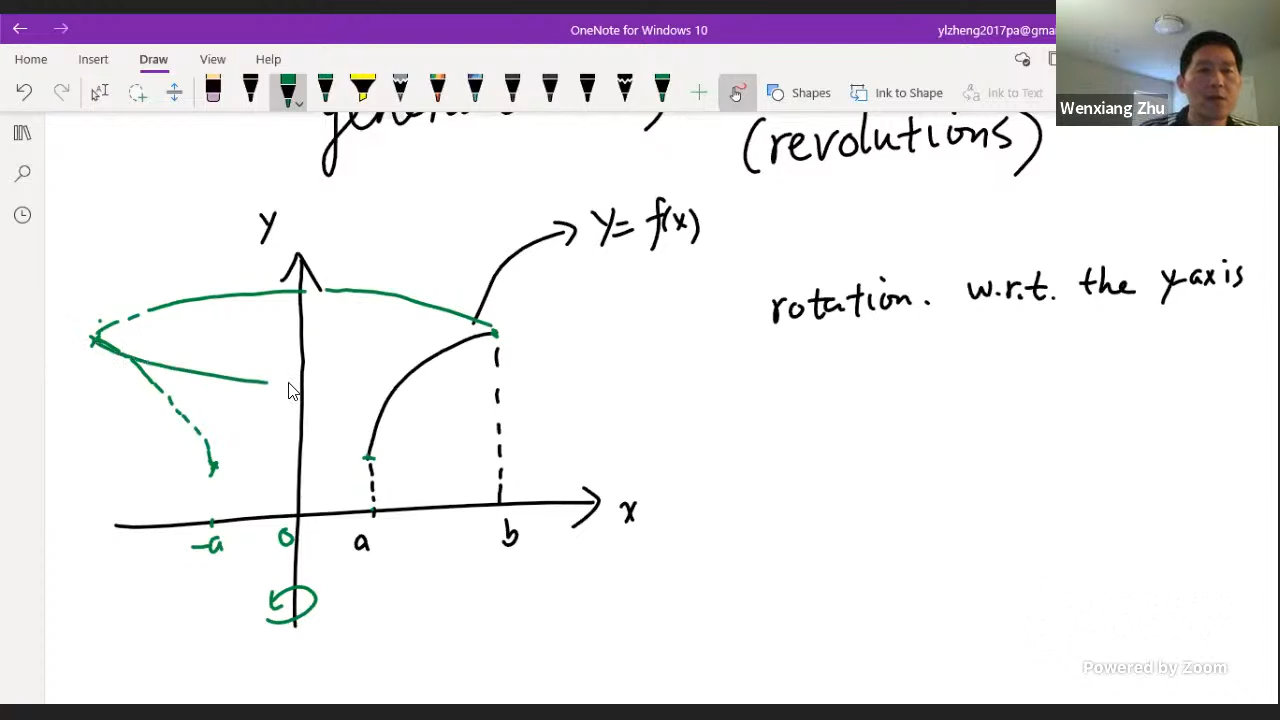 OneNote for Windows 10
ylzheng2017pa@gma
Home
Insert
Draw
View
Help
Shapes
Ink to Shape
Ink to Text
Wenxiang Zhu
(revolutions)
y
y= f(x)
rotation. w.r.t. the y-axis
-a
0
a
b
x
Powered by Zoom